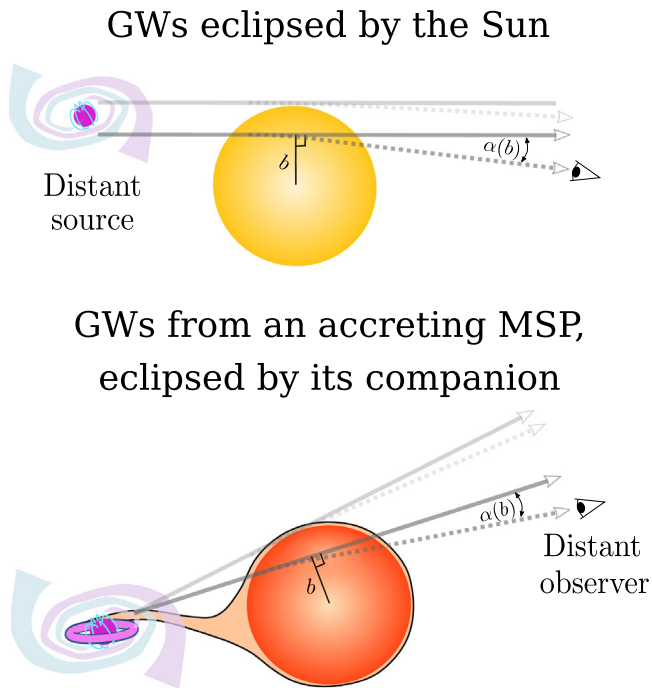 GWs eclipsed by the Sun
α(b)
b
Distant
source
GWs from an accreting MSP,
eclipsed by its companion
α(b)
Distant
observer
b